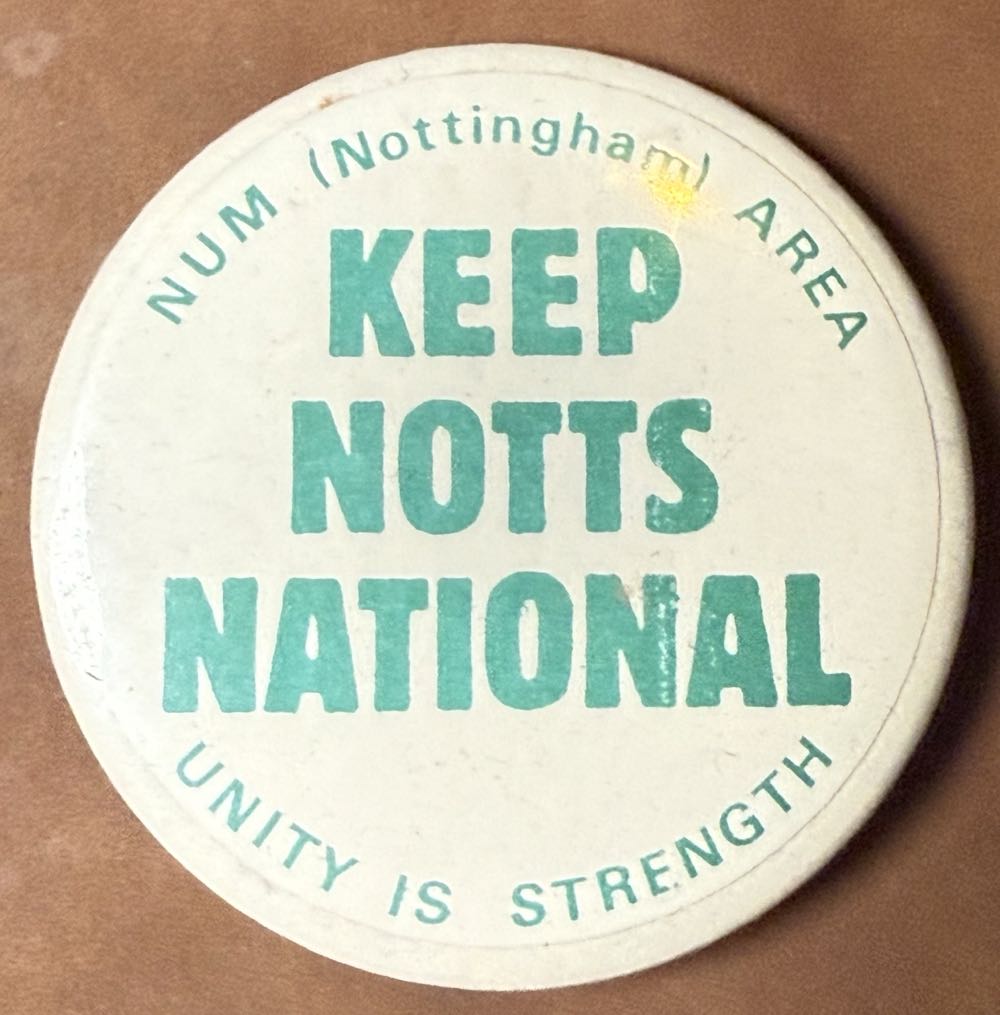 NUM (Nottingham) AREA
KEEP
NOTTS
NATIONAL
UNITY IS STRENGTH